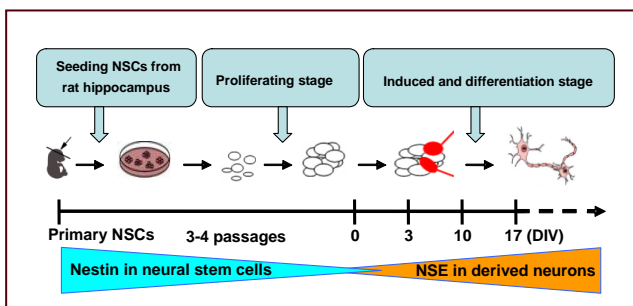 Seeding NSCs from
rat hippocampus
Proliferating stage
Induced and differentiation stage
Primary NSCs 3-4 passages 0 3 10 17 (DIV)
Nestin in neural stem cells NSE in derived neurons